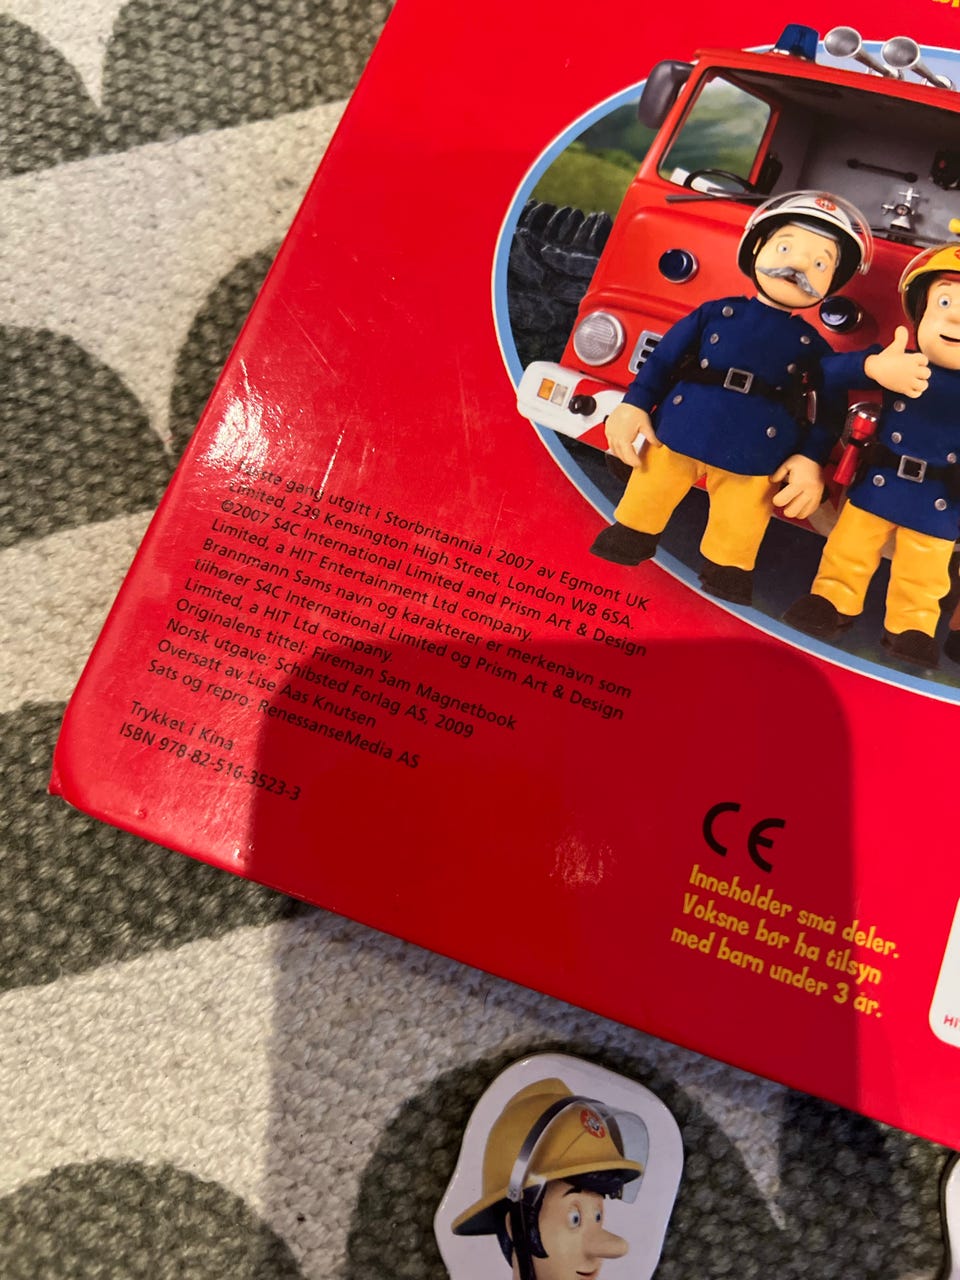 Første gang utgitt i Storbritannia i 2007 av Egmont UK
Limited, 239 Kensington High Street, London W8 6SA.
©2007 S4C International Limited and Prism Art & Design
Limited, a HIT Entertainment Ltd company.
Brannmann Sams navn og karakterer er merkenavn som
tilhører S4C International Limited og Prism Art & Design
Limited, a HIT Ltd company.
Originalens tittel: Fireman Sam Magnetbook
Norsk utgave: Schibsted Forlag AS, 2009
Oversatt av Lise Aas Knutsen
Sats og repro: RenessanseMedia AS
Trykket i Kina
ISBN 978-82-516-3523-3
CE
Inneholder små deler.
Voksne bør ha tilsyn
med barn under 3 år.